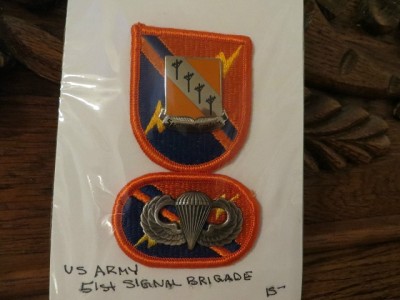 US ARMY
51st SIGNAL BRIGADE 15-